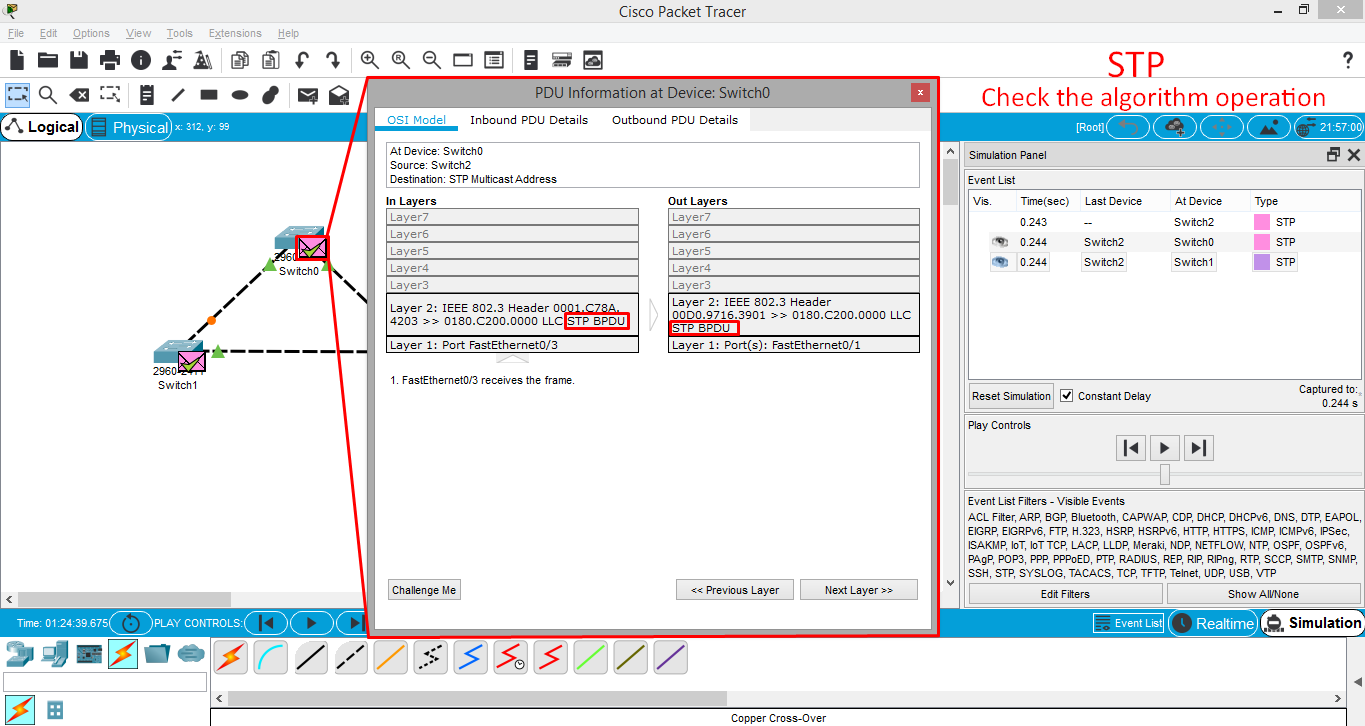 Cisco Packet Tracer
File Edit Options View Tools Extensions Help
STP
Check the algorithm operation
Logical
Physical
x: 312, y: 99
[Root]
21:57:00
PDU Information at Device: Switch0
OSI Model
Inbound PDU Details
Outbound PDU Details
At Device: Switch0
Source: Switch2
Destination: STP Multicast Address
In Layers
Layer7
Layer6
Layer5
Layer4
Layer3
Layer 2: IEEE 802.3 Header 0001.C78A.
4203 >> 0180.C200.0000 LLC STP BPDU
Layer 1: Port FastEthernet0/3
Out Layers
Layer7
Layer6
Layer5
Layer4
Layer3
Layer 2: IEEE 802.3 Header
00D0.9716.3901 >> 0180.C200.0000 LLC
STP BPDU
Layer 1: Port(s): FastEthernet0/1
1. FastEthernet0/3 receives the frame.
Challenge Me
<< Previous Layer
Next Layer >>
Switch0
Switch1
Simulation Panel
Event List
Vis. Time(sec) Last Device At Device Type
0.243 -- Switch2 STP
0.244 Switch2 Switch0 STP
0.244 Switch2 Switch1 STP
Reset Simulation
Constant Delay
Captured to:
0.244 s
Play Controls
Event List Filters - Visible Events
ACL Filter, ARP, BGP, Bluetooth, CAPWAP, CDP, DHCP, DHCPv6, DNS, DTP, EAPOL,
EIGRP, EIGRPv6, FTP, H.323, HSRP, HSRPv6, HTTP, HTTPS, ICMP, ICMPv6, IPSec,
ISAKMP, IoT, IoT TCP, LACP, LLDP, Meraki, NDP, NETFLOW, NTP, OSPF, OSPFv6,
PAgP, POP3, PPP, PPPoED, PTP, RADIUS, REP, RIP, RIPng, RTP, SCCP, SMTP, SNMP,
SSH, STP, SYSLOG, TACACS, TCP, TFTP, Telnet, UDP, USB, VTP
Edit Filters
Show All/None
Time: 01:24:39.675
PLAY CONTROLS:
Event List
Realtime
Simulation
Copper Cross-Over